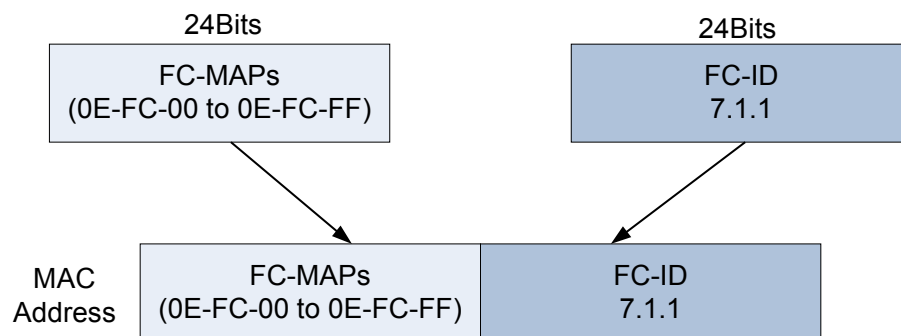 24Bits
FC-MAPs
(0E-FC-00 to 0E-FC-FF)
24Bits
FC-ID
7.1.1
MAC
Address
FC-MAPs
(0E-FC-00 to 0E-FC-FF)
FC-ID
7.1.1